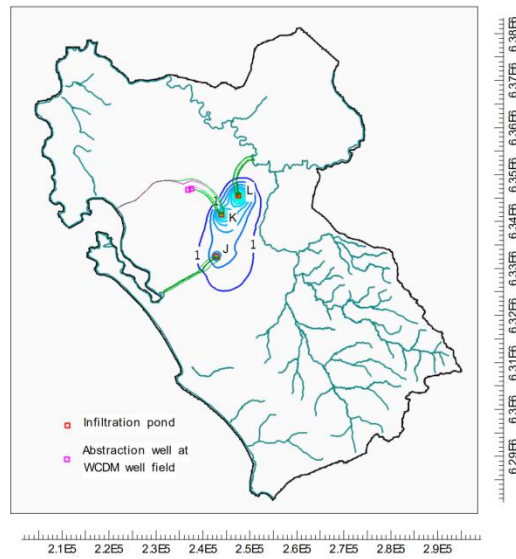 L
1
K
J
1
1
Infiltration pond
Abstraction well at
WCDM well field
6.38E6
6.37E6
6.36E6
6.35E6
6.34E6
6.33E6
6.32E6
6.31E6
6.3E6
6.29E6
2.1E5 2.2E5 2.3E5 2.4E5 2.5E5 2.6E5 2.7E5 2.8E5 2.9E5